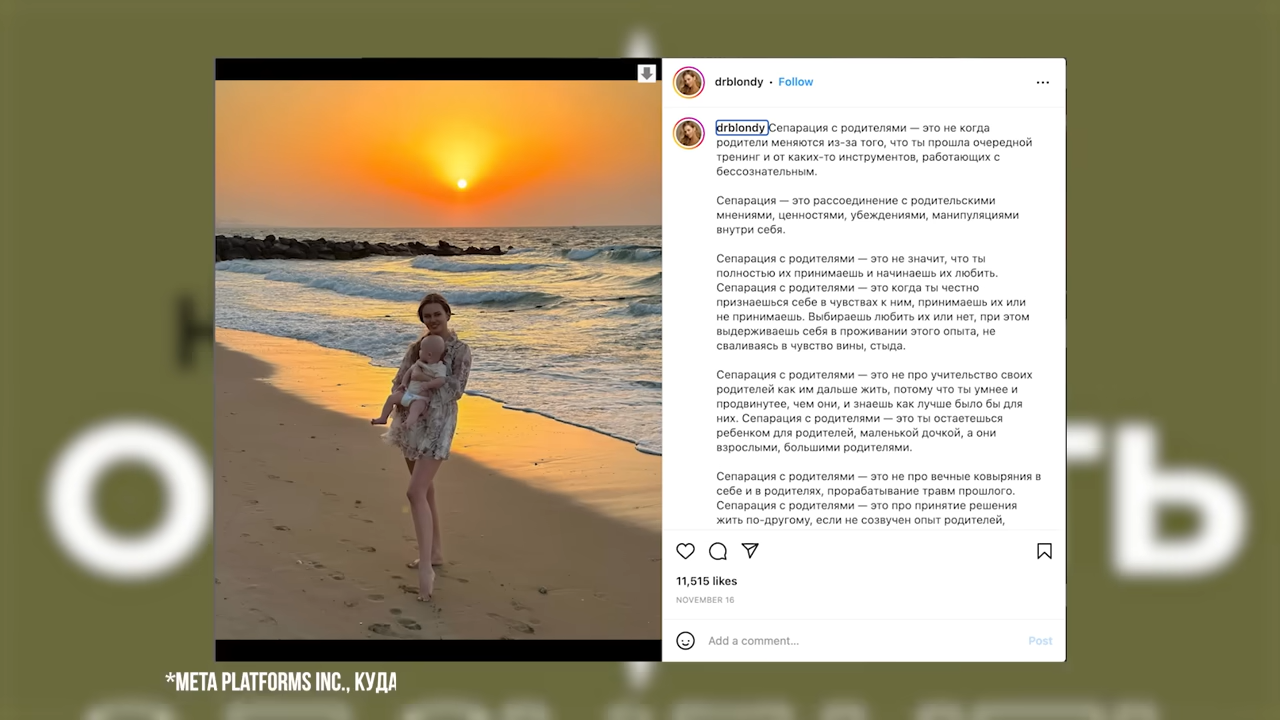 drblondy • Follow
drblondy Сепарация с родителями — это не когда
родители меняются из-за того, что ты прошла очередной
тренинг и от каких-то инструментов, работающих с
бессознательным.
Сепарация — это рассоединение с родительскими
мнениями, ценностями, убеждениями, манипуляциями
внутри себя.
Сепарация с родителями — это не значит, что ты
полностью их принимаешь и начинаешь их любить.
Сепарация с родителями — это когда ты честно
признаешься себе в чувствах к ним, принимаешь их или
не принимаешь. Выбираешь любить их или нет, при этом
выдерживаешь себя в проживании этого опыта, не
сваливаясь в чувство вины, стыда.
Сепарация с родителями — это не про учительство своих
родителей как им дальше жить, потому что ты умнее и
продвинутее, чем они, и знаешь как лучше было бы для
них. Сепарация с родителями — это ты остаетешься
ребенком для родителей, маленькой дочкой, а они
взрослыми, большими родителями.
Сепарация с родителями — это не про вечные ковыряния в
себе и в родителях, прорабатывание травм прошлого.
Сепарация с родителями — это про принятие решения
жить по-другому, если не созвучен опыт родителей,
11,515 likes
NOVEMBER 16
Add a comment...
Post
*META PLATFORMS INC., КУДА